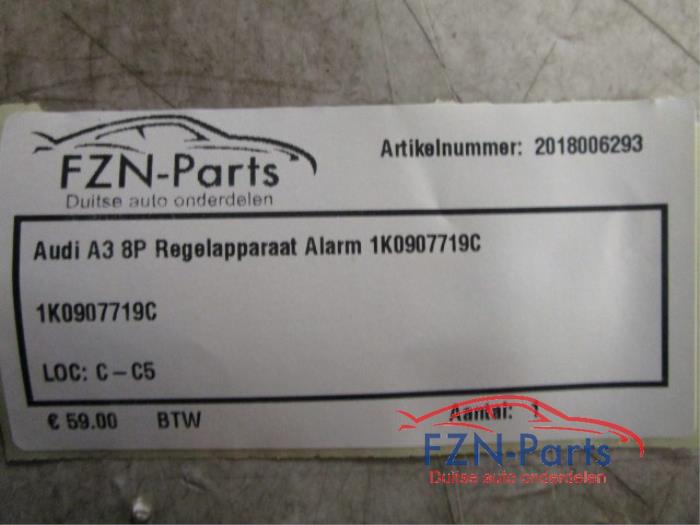 FZN-Parts
Duitse auto onderdelen
Artikelnummer: 2018006293
Audi A3 8P Regelapparaat Alarm 1K0907719C
1K0907719C
LOC: C - C5
€ 59.00 BTW
Aantal: 1
FZN-Parts
Duitse auto onderdelen